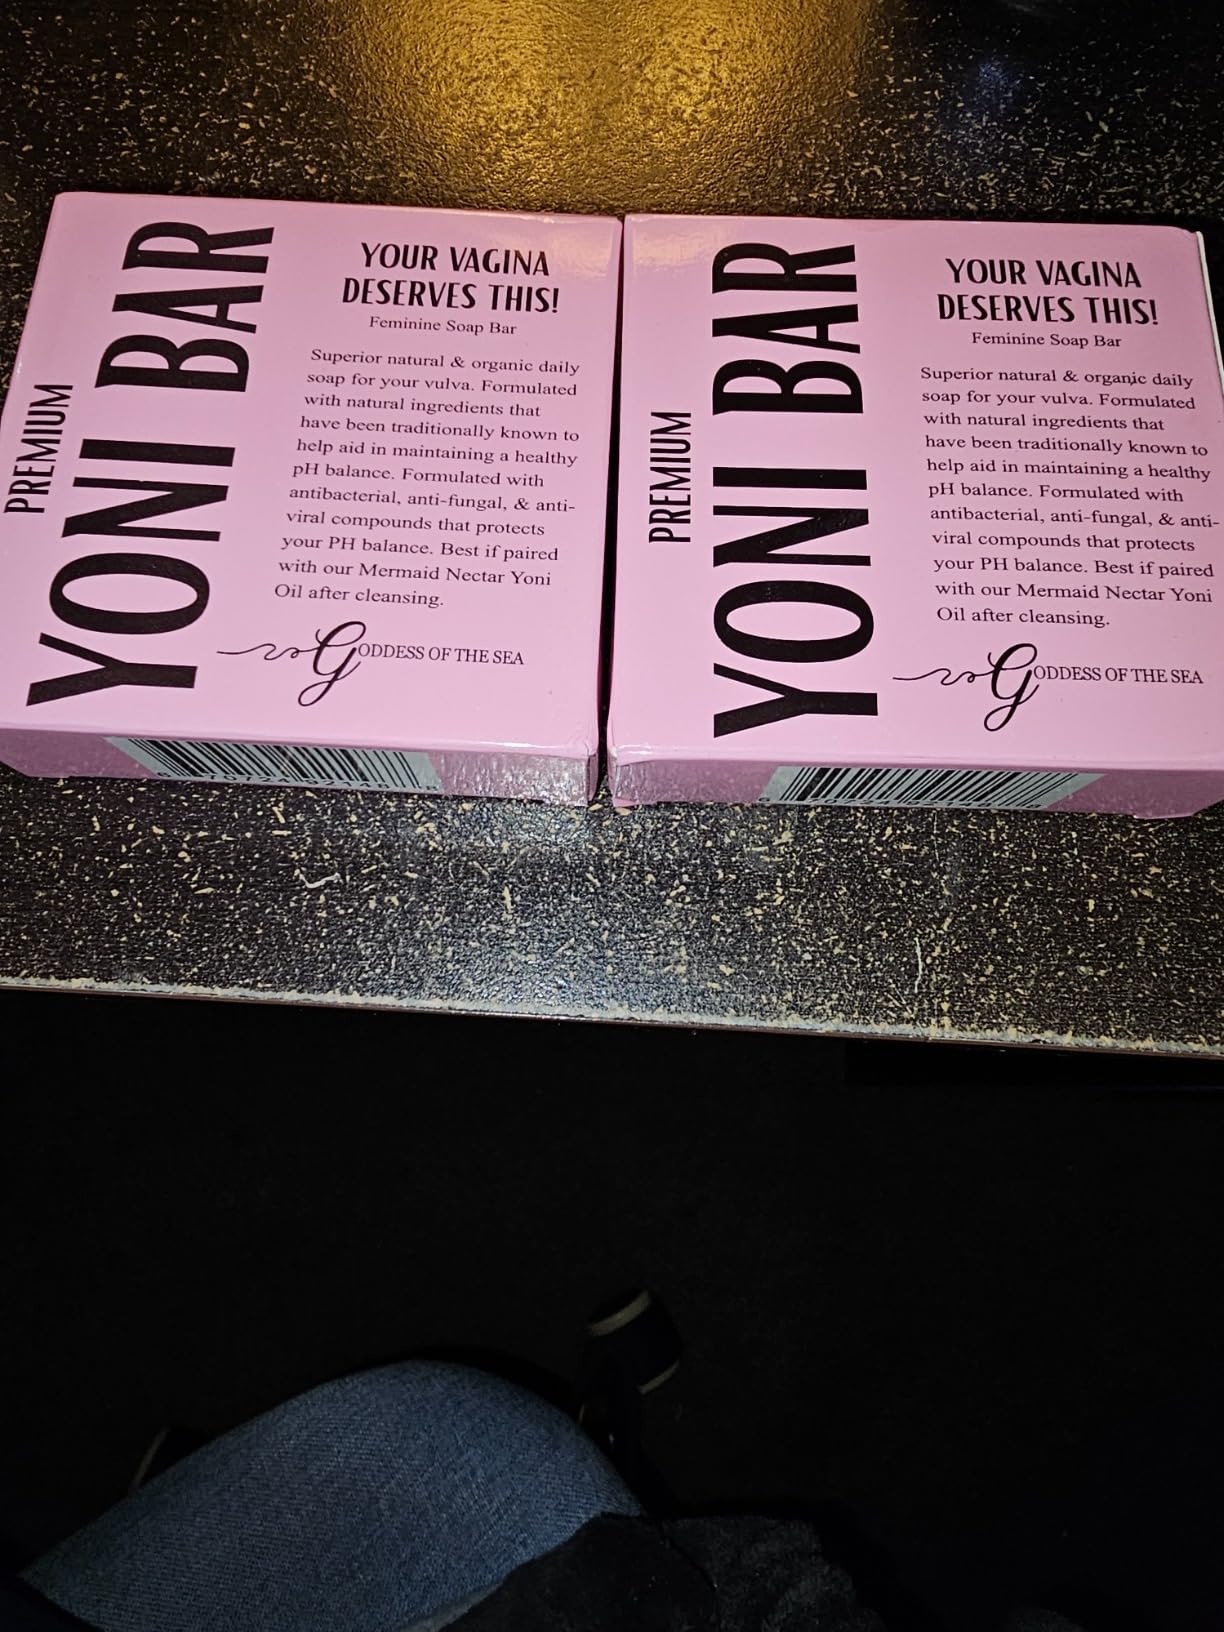 PREMIUM
YONI BAR
YOUR VAGINA
DESERVES THIS!
Feminine Soap Bar
Superior natural & organic daily
soap for your vulva. Formulated
with natural ingredients that
have been traditionally known to
help aid in maintaining a healthy
pH balance. Formulated with
antibacterial, anti-fungal, & anti-
viral compounds that protects
your PH balance. Best if paired
with our Mermaid Nectar Yoni
Oil after cleansing.
GODDESS OF THE SEA
PREMIUM
YONI BAR
YOUR VAGINA
DESERVES THIS!
Feminine Soap Bar
Superior natural & organic daily
soap for your vulva. Formulated
with natural ingredients that
have been traditionally known to
help aid in maintaining a healthy
pH balance. Formulated with
antibacterial, anti-fungal, & anti-
viral compounds that protects
your PH balance. Best if paired
with our Mermaid Nectar Yoni
Oil after cleansing.
GODDESS OF THE SEA